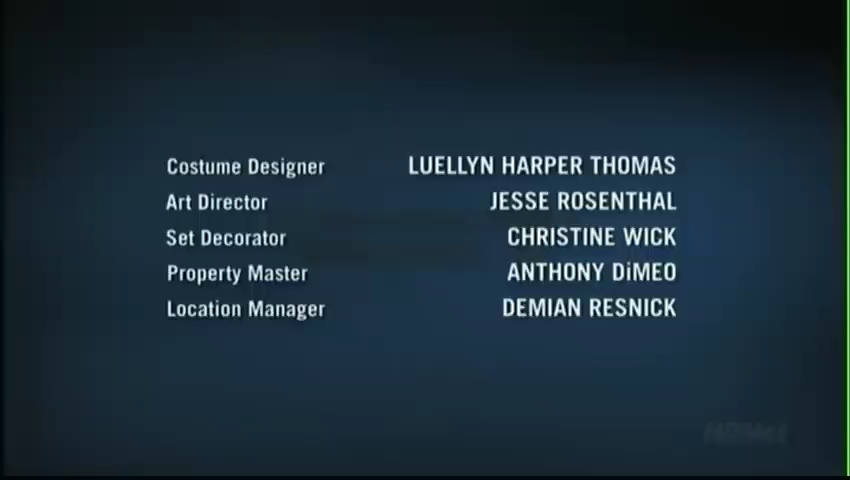 Costume Designer LUELLYN HARPER THOMAS
Art Director JESSE ROSENTHAL
Set Decorator CHRISTINE WICK
Property Master ANTHONY DiMEO
Location Manager DEMIAN RESNICK
HDNet